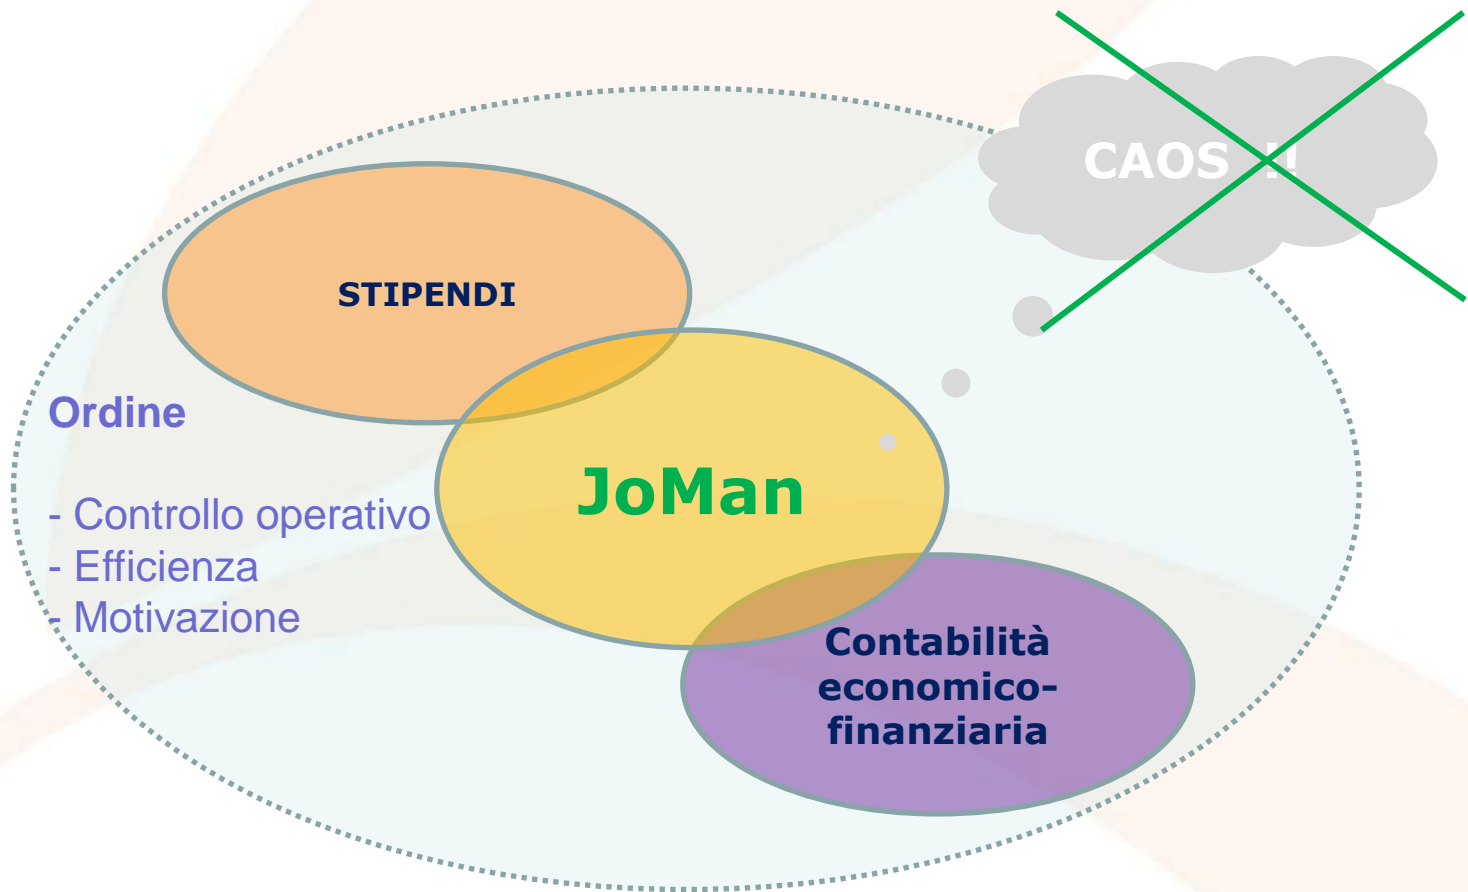 CAOS !!
STIPENDI
Ordine
- Controllo operativo
- Efficienza
- Motivazione
JoMan
Contabilità
economico-
finanziaria